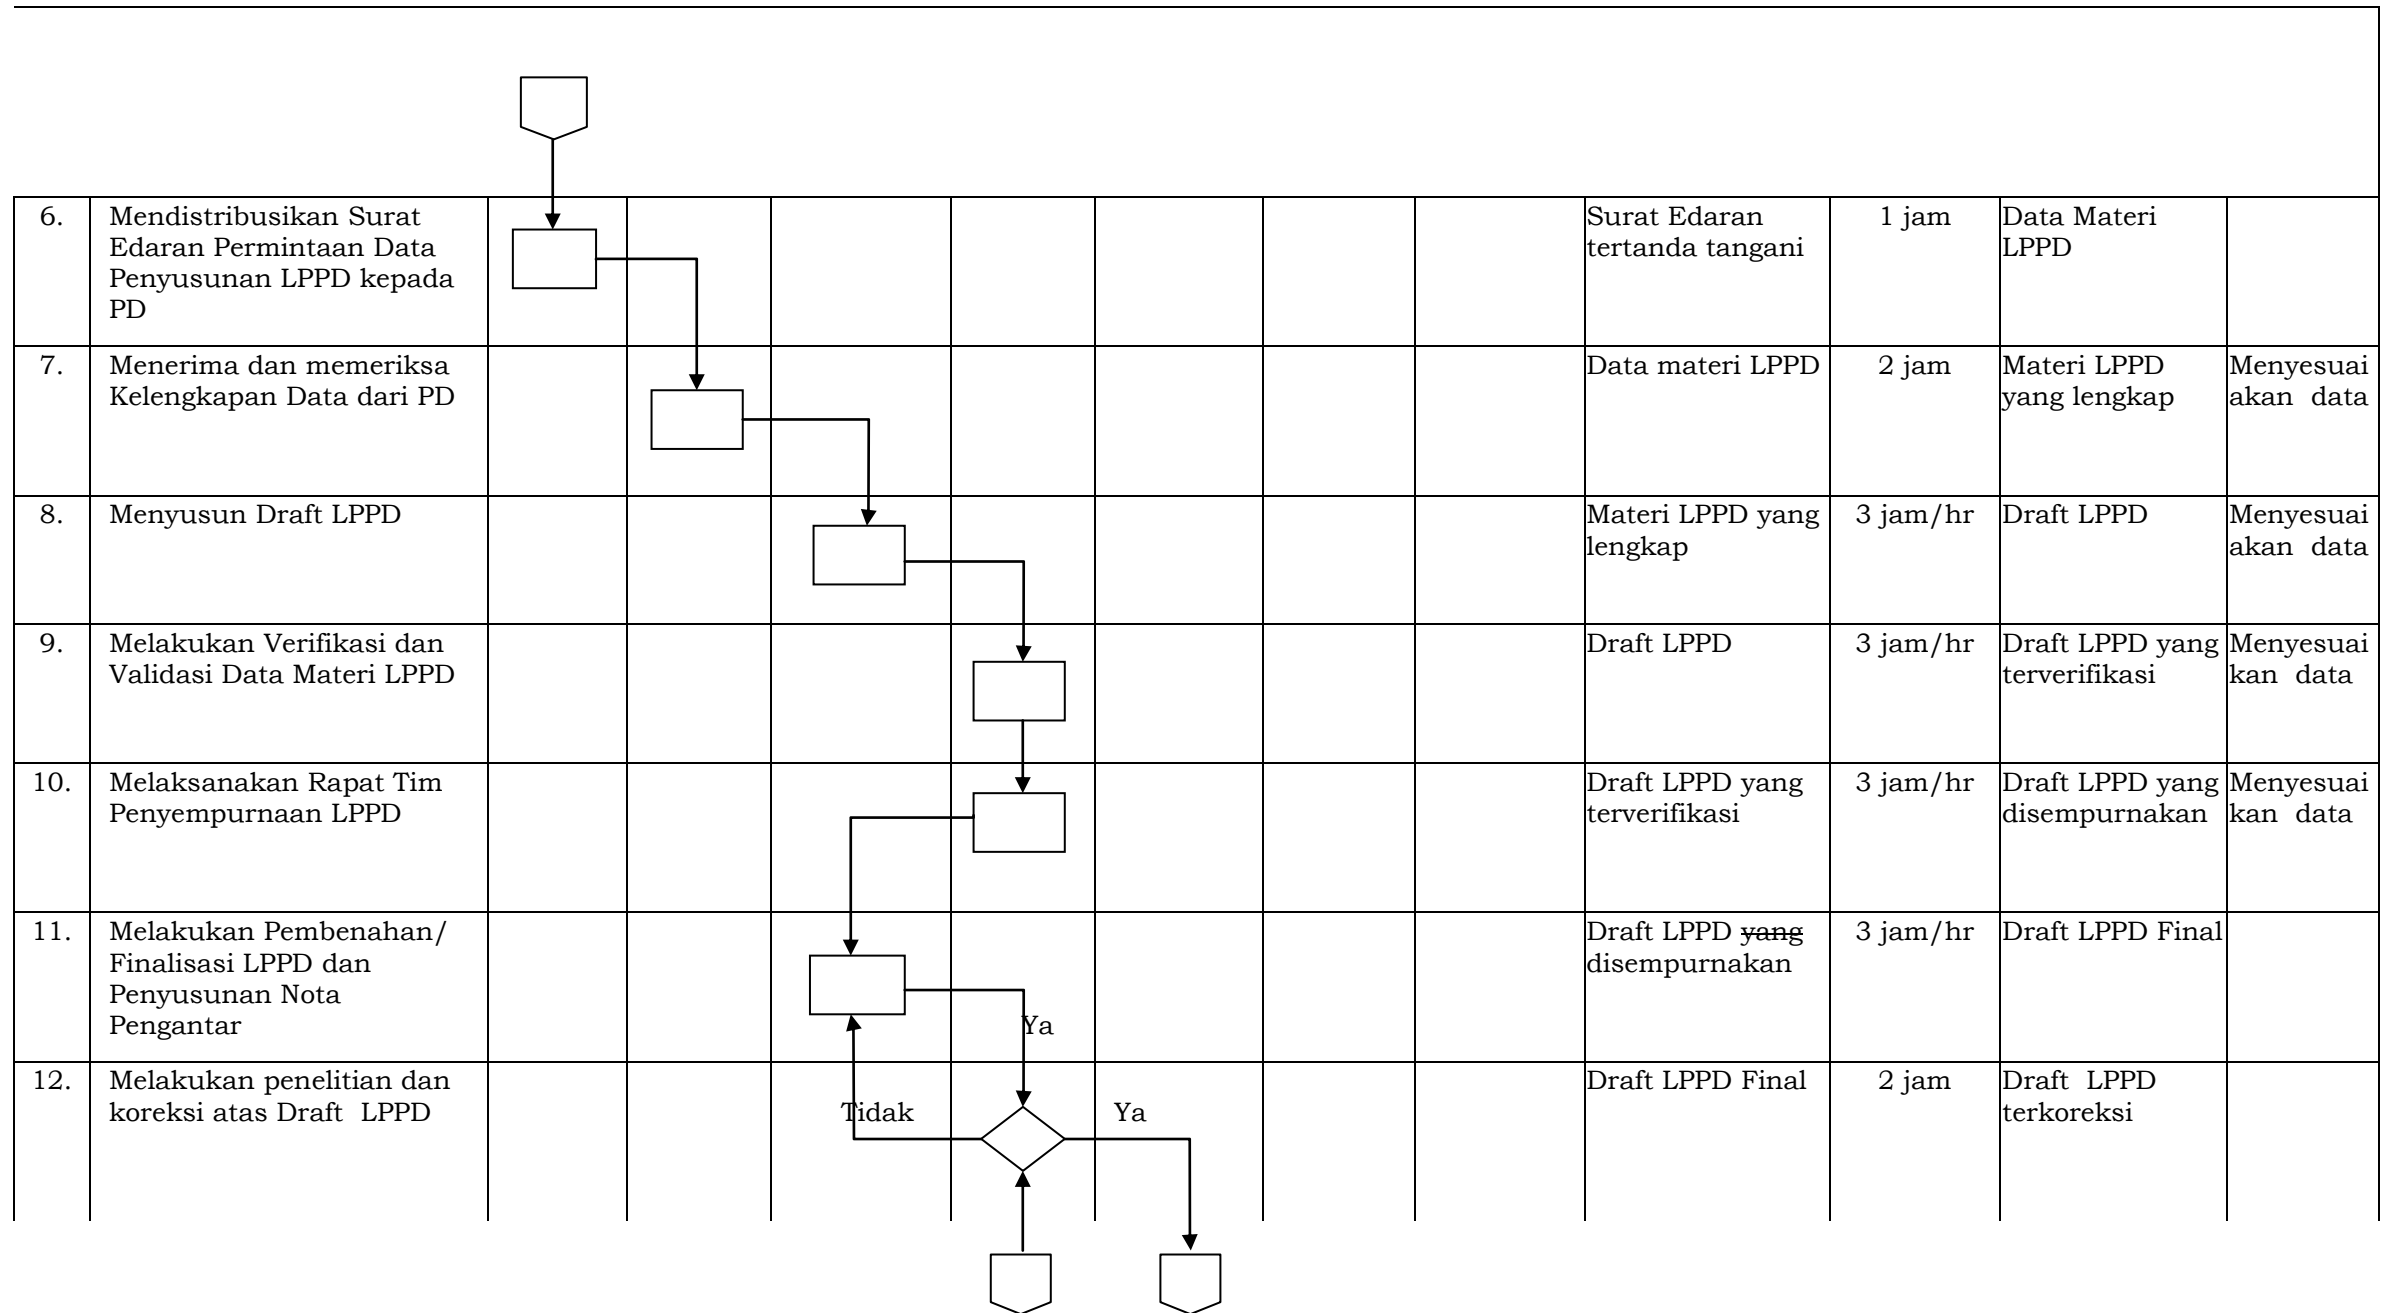 6.
Mendistribusikan Surat
Edaran Permintaan Data
Penyusunan LPPD kepada
PD
Surat Edaran
tertanda tangani
1 jam
Data Materi
LPPD
7.
Menerima dan memeriksa
Kelengkapan Data dari PD
Data materi LPPD
2 jam
Materi LPPD
yang lengkap
Menyesuai
akan data
8.
Menyusun Draft LPPD
Materi LPPD yang
lengkap
3 jam/hr
Draft LPPD
Menyesuai
akan data
9.
Melakukan Verifikasi dan
Validasi Data Materi LPPD
Draft LPPD
3 jam/hr
Draft LPPD yang
terverifikasi
Menyesuai
kan data
10.
Melaksanakan Rapat Tim
Penyempurnaan LPPD
Draft LPPD yang
terverifikasi
3 jam/hr
Draft LPPD yang
disempurnakan
Menyesuai
kan data
11.
Melakukan Pembenahan/
Finalisasi LPPD dan
Penyusunan Nota
Pengantar
Ya
Draft LPPD yang
disempurnakan
3 jam/hr
Draft LPPD Final
12.
Melakukan penelitian dan
koreksi atas Draft LPPD
Tidak
Ya
Draft LPPD Final
2 jam
Draft LPPD
terkoreksi